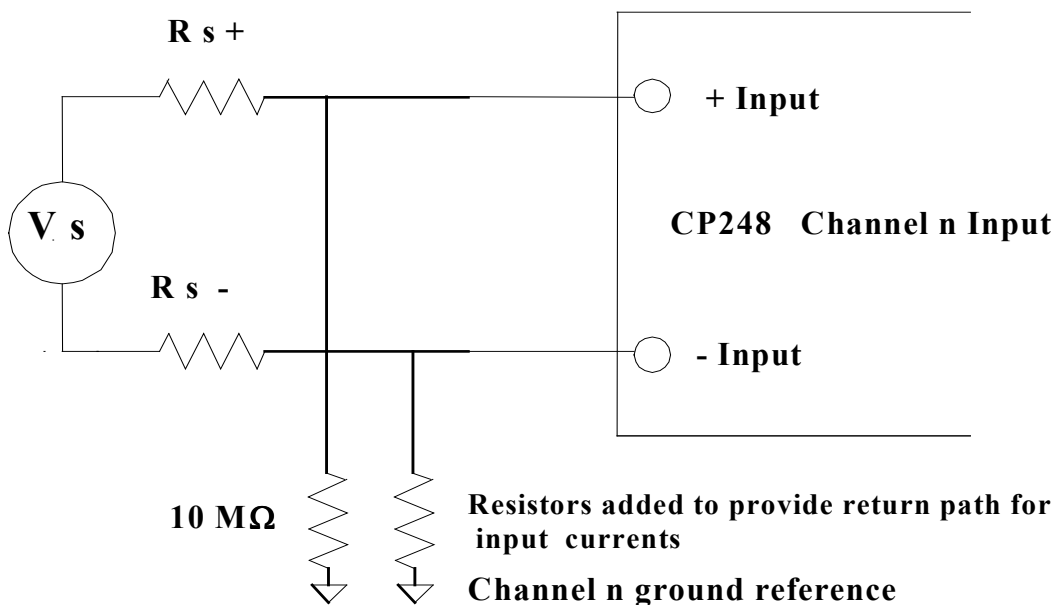 R s +
+ Input
V s
CP248 Channel n Input
R s -
- Input
10 MΩ
Resistors added to provide return path for
input currents
Channel n ground reference